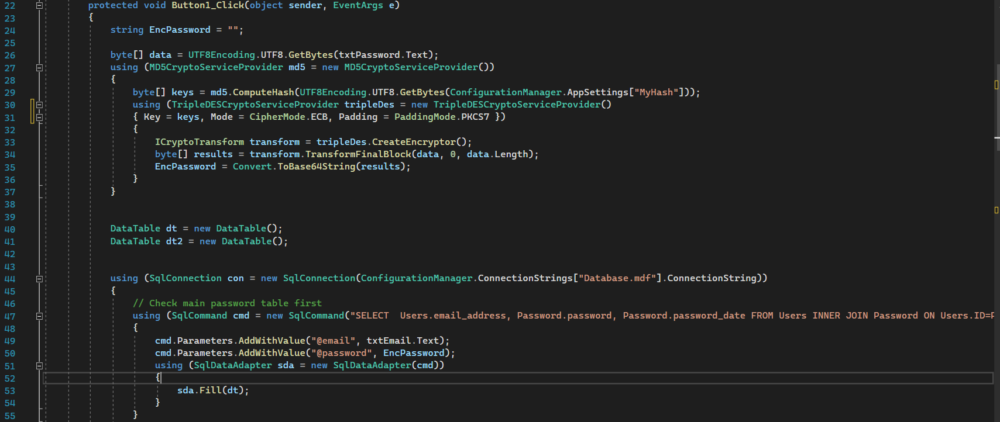 22 protected void Button1_Click(object sender, EventArgs e)
23 {
24 string EncPassword = "";
25
26 byte[] data = UTF8Encoding.UTF8.GetBytes(txtPassword.Text);
27 using (MD5CryptoServiceProvider md5 = new MD5CryptoServiceProvider())
28 {
29 byte[] keys = md5.ComputeHash(UTF8Encoding.UTF8.GetBytes(ConfigurationManager.AppSettings["MyHash"]));
30 using (TripleDESCryptoServiceProvider tripleDes = new TripleDESCryptoServiceProvider()
31 { Key = keys, Mode = CipherMode.ECB, Padding = PaddingMode.PKCS7 })
32 {
33 ICryptoTransform transform = tripleDes.CreateEncryptor();
34 byte[] results = transform.TransformFinalBlock(data, 0, data.Length);
35 EncPassword = Convert.ToBase64String(results);
36 }
37 }
38
39
40 DataTable dt = new DataTable();
41 DataTable dt2 = new DataTable();
42
43
44 using (SqlConnection con = new SqlConnection(ConfigurationManager.ConnectionStrings["Database.mdf"].ConnectionString))
45 {
46 // Check main password table first
47 using (SqlCommand cmd = new SqlCommand("SELECT  Users.email_address, Password.password, Password.password_date FROM Users INNER JOIN Password ON Users.ID=
48 {
49 cmd.Parameters.AddWithValue("@email", txtEmail.Text);
50 cmd.Parameters.AddWithValue("@password", EncPassword);
51 using (SqlDataAdapter sda = new SqlDataAdapter(cmd))
52 {
53 sda.Fill(dt);
54 }
55 }